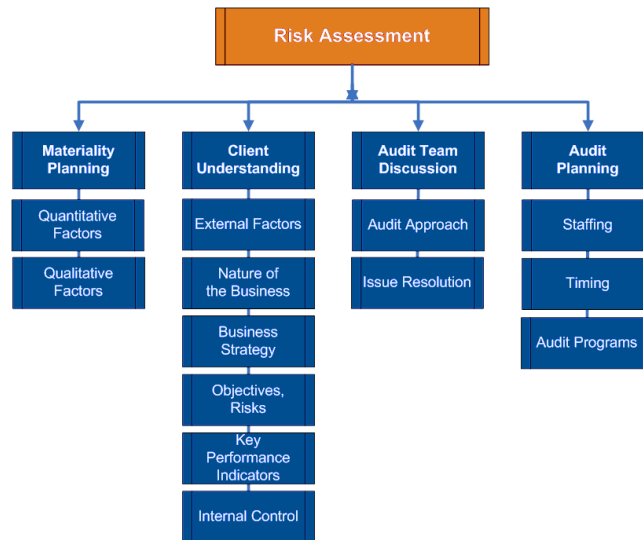 Risk Assessment
Materiality
Planning
Quantitative
Factors
Qualitative
Factors
Client
Understanding
External Factors
Nature of
the Business
Business
Strategy
Objectives,
Risks
Key
Performance
Indicators
Internal Control
Audit Team
Discussion
Audit Approach
Issue Resolution
Audit
Planning
Staffing
Timing
Audit Programs